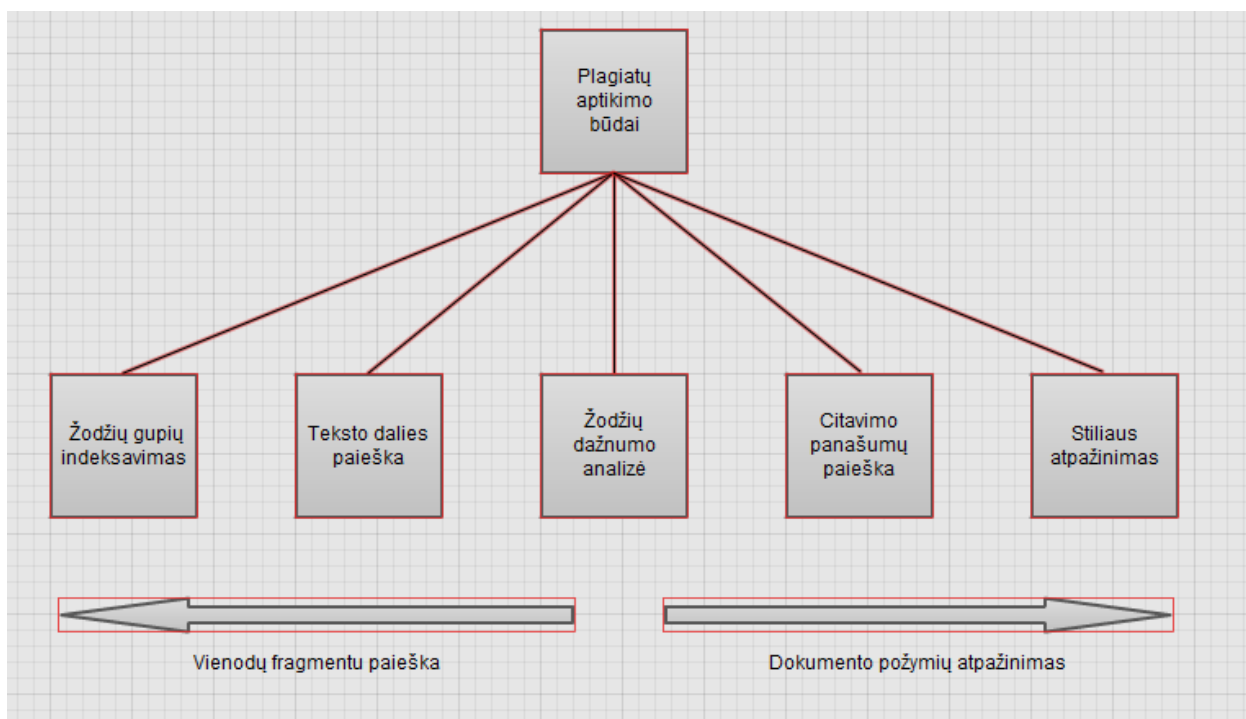 Plagiatų
aptikimo
būdai
Žodžių gupių
indeksavimas
Teksto dalies
paieška
Žodžių
dažnumo
analizė
Citavimo
panašumų
paieška
Stiliaus
atpažinimas
Vienodų fragmentu paieška
Dokumento požymių atpažinimas